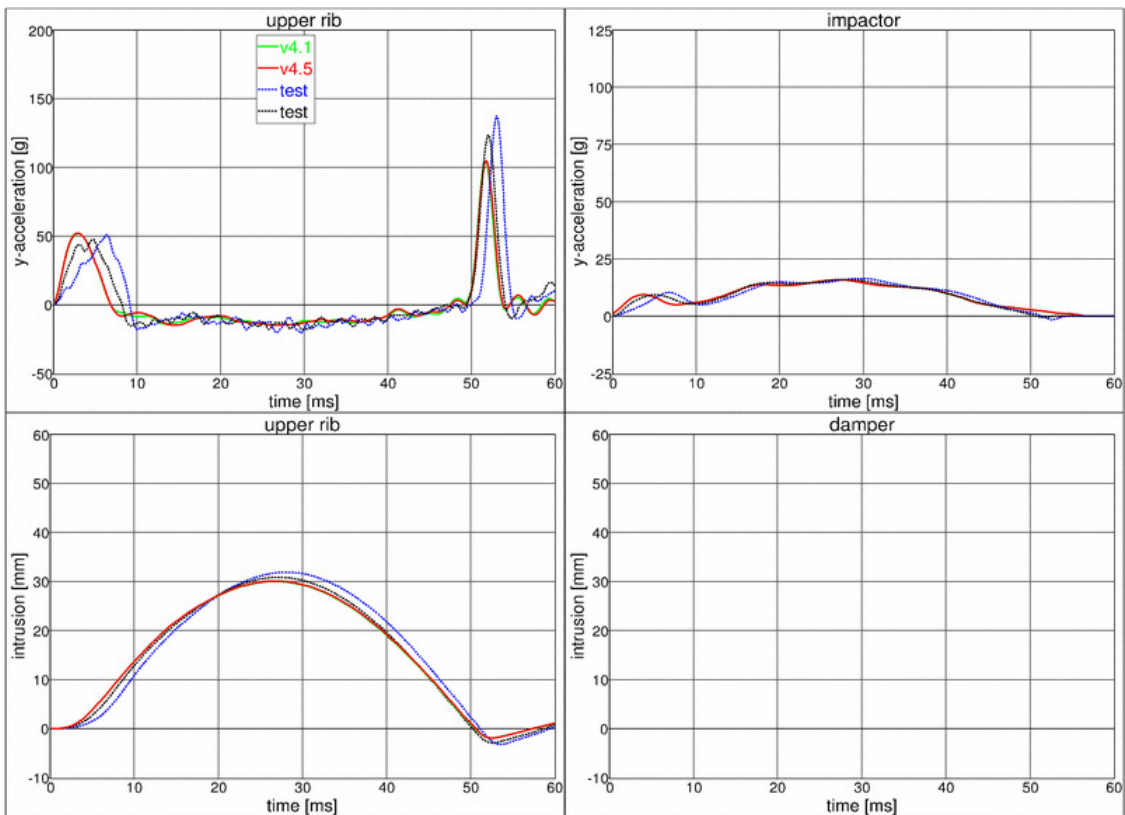 upper rib
200
150
100
50
0
-50
y-acceleration [g]
v4.1
v4.5
test
test
0 10 20 30 40 50 60
time [ms]
impactor
125
100
75
50
25
0
-25
y-acceleration [g]
0 10 20 30 40 50 60
time [ms]
upper rib
60
50
40
30
20
10
0
-10
intrusion [mm]
0 10 20 30 40 50 60
time [ms]
damper
60
50
40
30
20
10
0
-10
intrusion [mm]
0 10 20 30 40 50 60
time [ms]